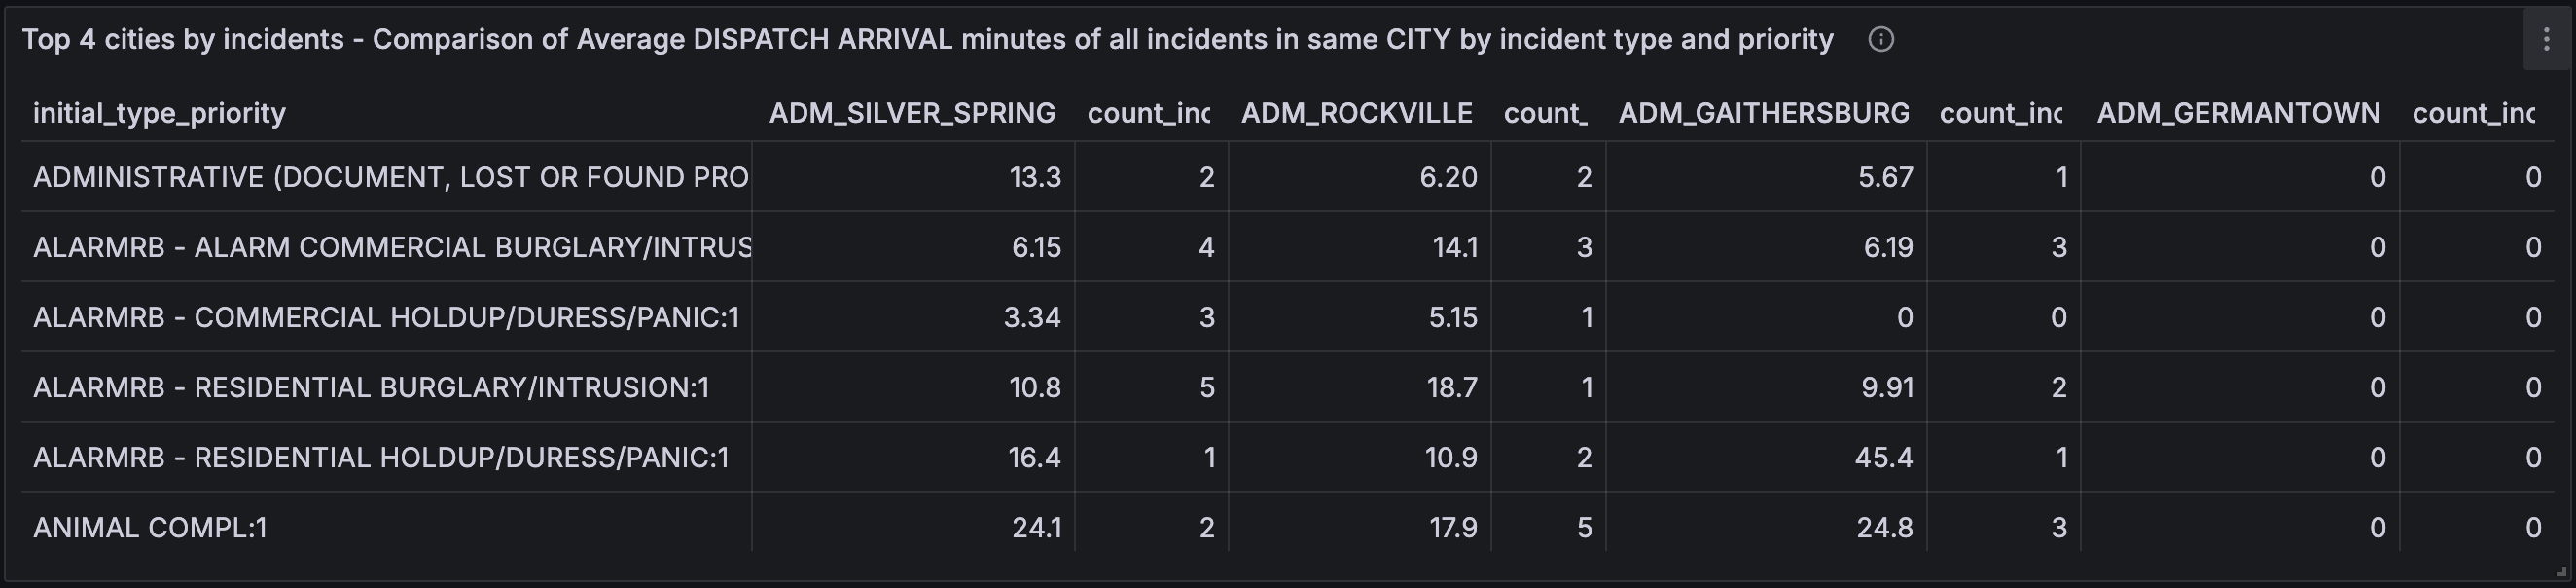 Top 4 cities by incidents - Comparison of Average DISPATCH ARRIVAL minutes of all incidents in same CITY by incident type and priority
initial_type_priority ADM_SILVER_SPRING count_inc ADM_ROCKVILLE count_ ADM_GAITHERSBURG count_inc ADM_GERMANTOWN count_inc
ADMINISTRATIVE (DOCUMENT, LOST OR FOUND PRO 13.3 2 6.20 2 5.67 1 0 0
ALARMRB - ALARM COMMERCIAL BURGLARY/INTRUS 6.15 4 14.1 3 6.19 3 0 0
ALARMRB - COMMERCIAL HOLDUP/DURESS/PANIC:1 3.34 3 5.15 1 0 0 0 0
ALARMRB - RESIDENTIAL BURGLARY/INTRUSION:1 10.8 5 18.7 1 9.91 2 0 0
ALARMRB - RESIDENTIAL HOLDUP/DURESS/PANIC:1 16.4 1 10.9 2 45.4 1 0 0
ANIMAL COMPL:1 24.1 2 17.9 5 24.8 3 0 0